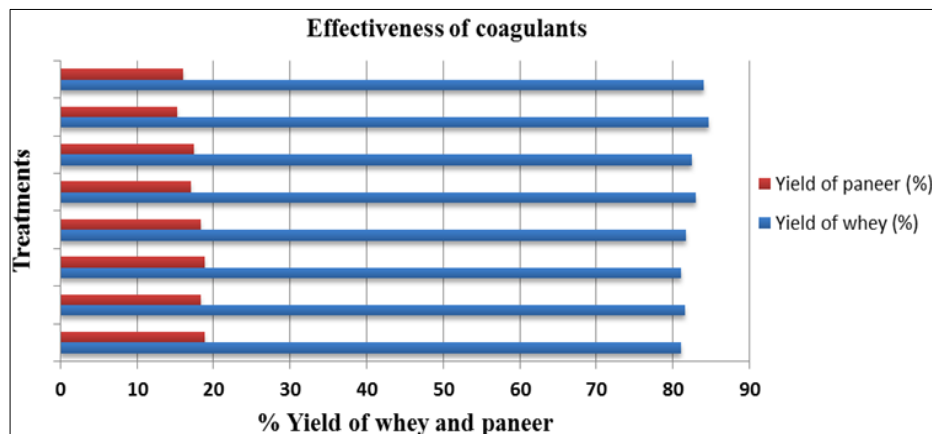 Effectiveness of coagulants
Treatments
Yield of paneer (%)
Yield of whey (%)
0 10 20 30 40 50 60 70 80 90
% Yield of whey and paneer